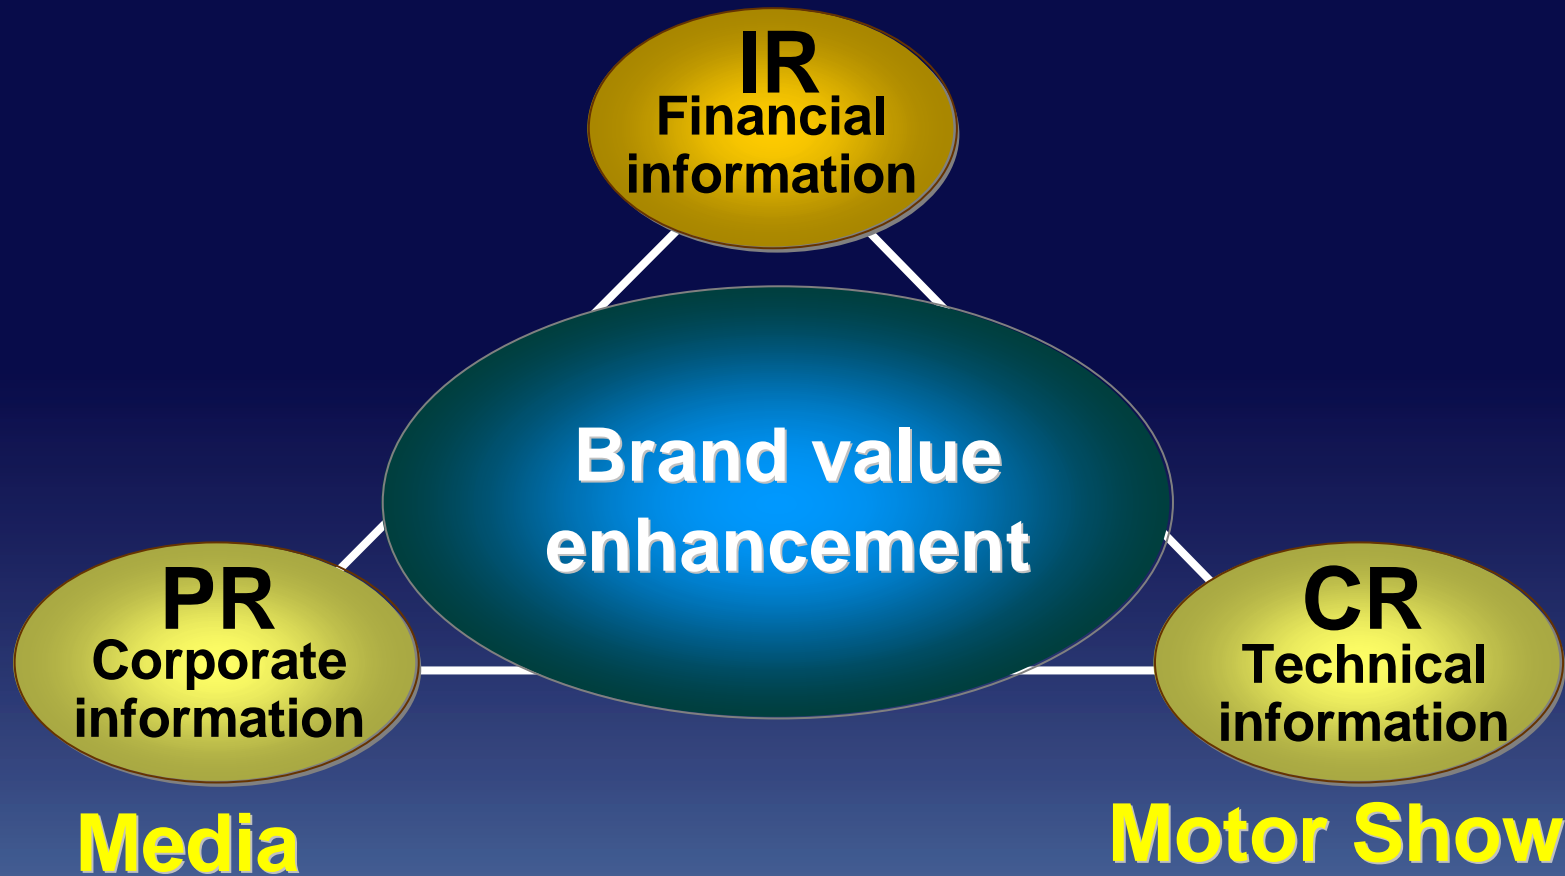 IR
Financial
information
Brand value
enhancement
PR
Corporate
information
CR
Technical
information
Media
Motor Show